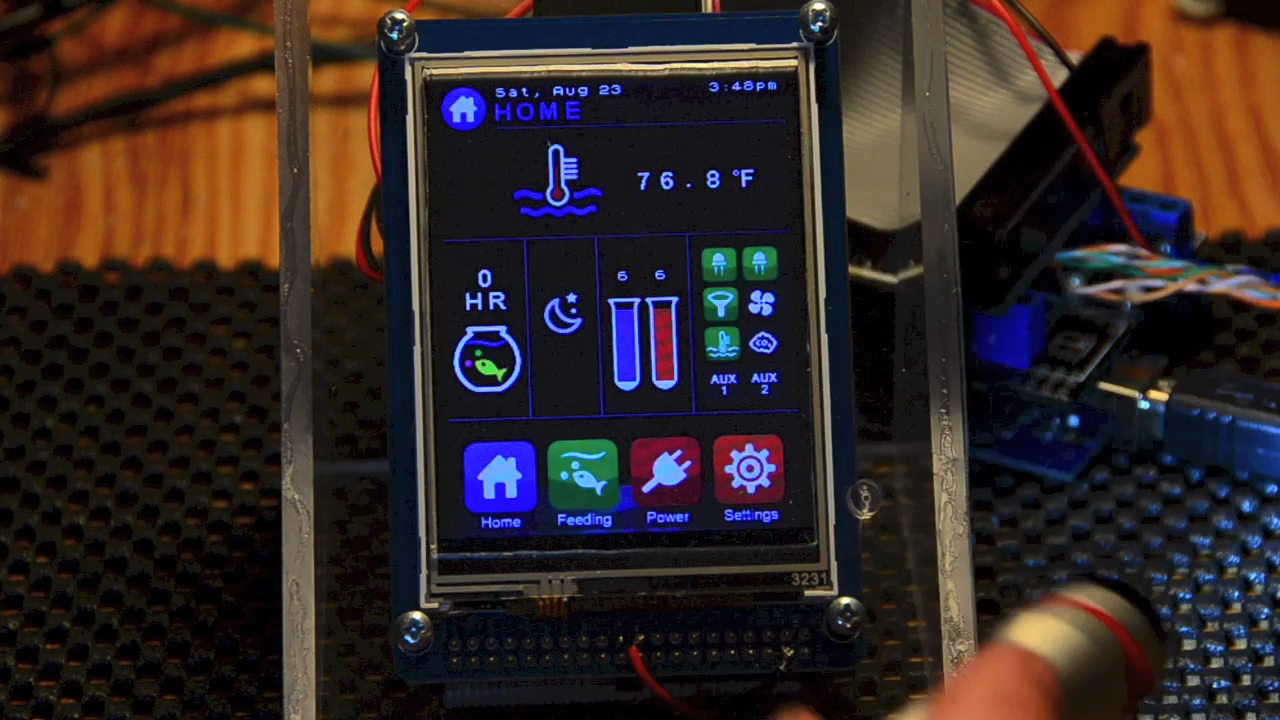 Sat, Aug 23 3:48pm
HOME
76.8°F
0
HR
6 6
CO2
AUX
1
AUX
2
Home Feeding Power Settings
3231